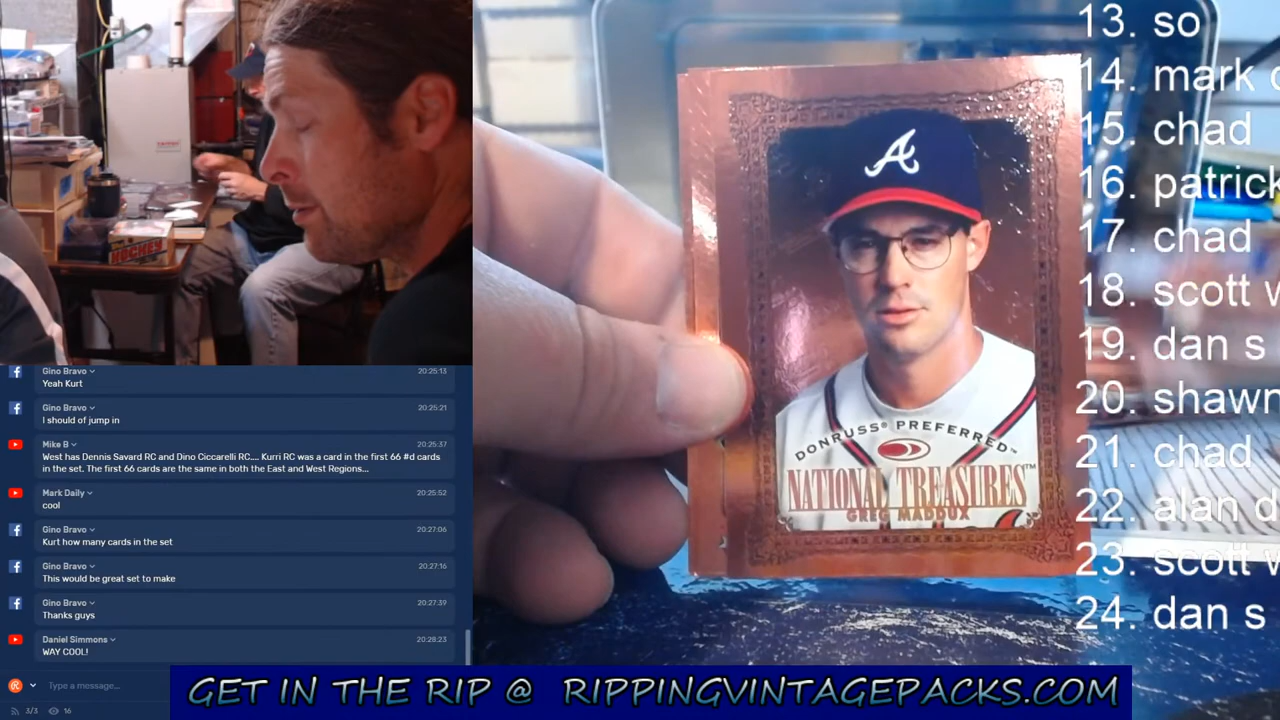 HOCKEY
Gino Bravo
20:25:13
Yeah Kurt
Gino Bravo
20:25:21
I should of jump in
Mike B
20:25:37
West has Dennis Savard RC and Dino Ciccarelli RC.... Kurri RC was a card in the first 66 #d cards
in the set. The first 66 cards are the same in both the East and West Regions...
Mark Daily
20:25:52
cool
Gino Bravo
20:27:06
Kurt how many cards in the set
Gino Bravo
20:27:16
This would be great set to make
Gino Bravo
20:27:39
Thanks guys
Daniel Simmons
20:28:23
WAY COOL!
Type a message...
3/3
16
A
DONRUSS® PREFERRED™
NATIONAL TREASURES™
GREG MADDUX
13. so
14. mark
15. chad
16. patrick
17. chad
18. scott w
19. dan s
20. shawn
21. chad
22. alan d
23. scott w
24. dan s
GET IN THE RIP @ RIPPINGVINTAGEPACKS.COM